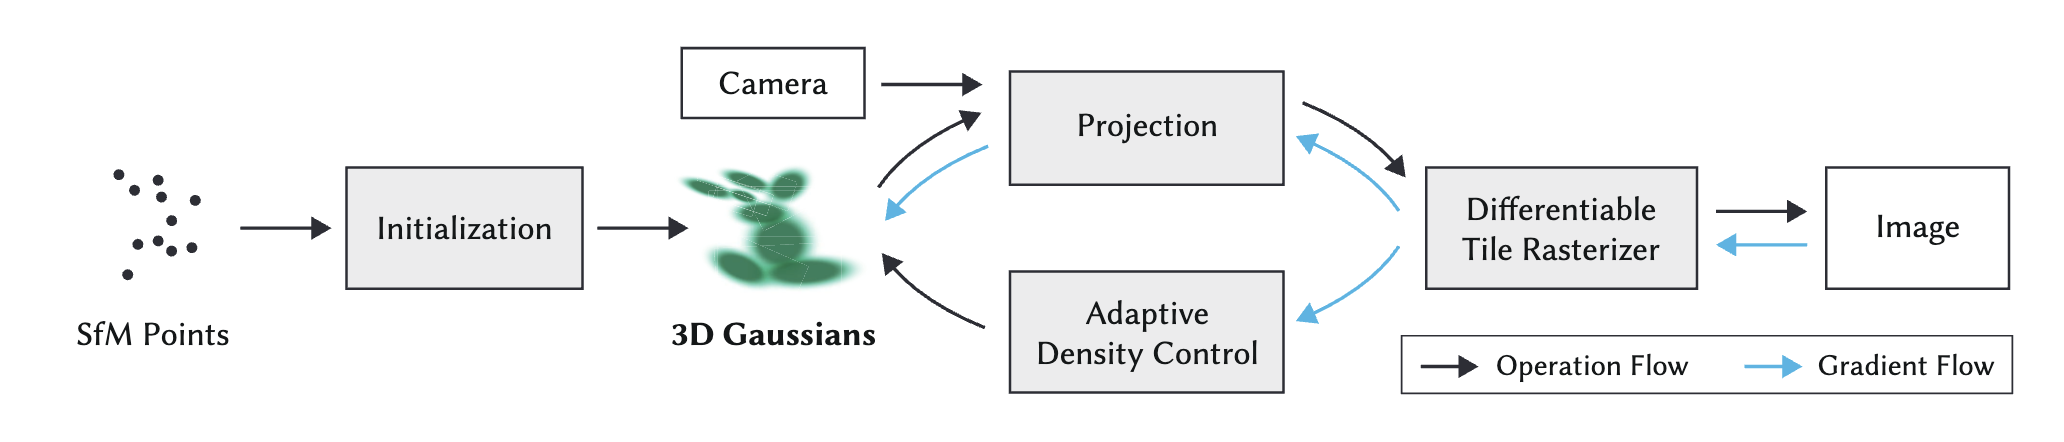 Camera
Projection
Initialization
Differentiable
Tile Rasterizer
Image
SfM Points
3D Gaussians
Adaptive
Density Control
Operation Flow
Gradient Flow